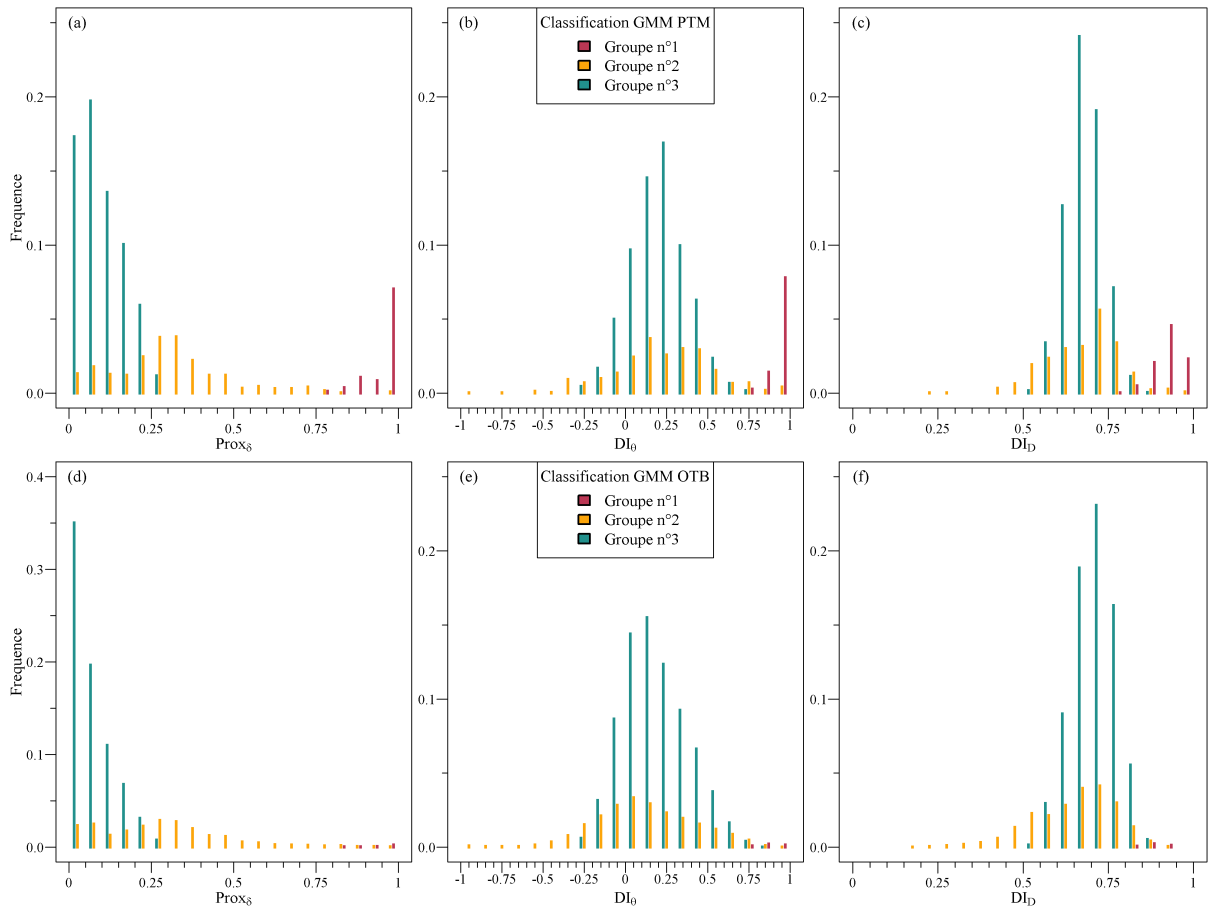 (a)
(b)
(c)
Classification GMM PTM
Groupe n°1
Groupe n°2
Groupe n°3
Frequence
0.2
0.1
0.0
0.2
0.1
0.0
0.2
0.1
0.0
0 0.25 0.5 0.75 1
-1 -0.75 -0.5 -0.25 0 0.25 0.5 0.75 1
0 0.25 0.5 0.75 1
Proxδ
DIθ
DID
(d)
(e)
(f)
Classification GMM OTB
Groupe n°1
Groupe n°2
Groupe n°3
Frequence
0.4
0.3
0.2
0.1
0.0
0.2
0.1
0.0
0.2
0.1
0.0
0 0.25 0.5 0.75 1
-1 -0.75 -0.5 -0.25 0 0.25 0.5 0.75 1
0 0.25 0.5 0.75 1
Proxδ
DIθ
DID